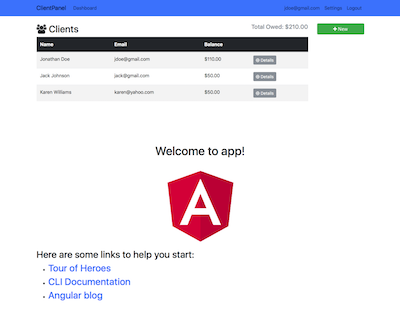 ClientPanel Dashboard jdoe@gmail.com Settings Logout
Clients Total Owed: $210.00 + New
Name Email Balance
Jonathan Doe jdoe@gmail.com $110.00 Details
Jack Johnson jack@gmail.com $50.00 Details
Karen Williams karen@yahoo.com $50.00 Details
Welcome to app!
A
Here are some links to help you start:
Tour of Heroes
CLI Documentation
Angular blog